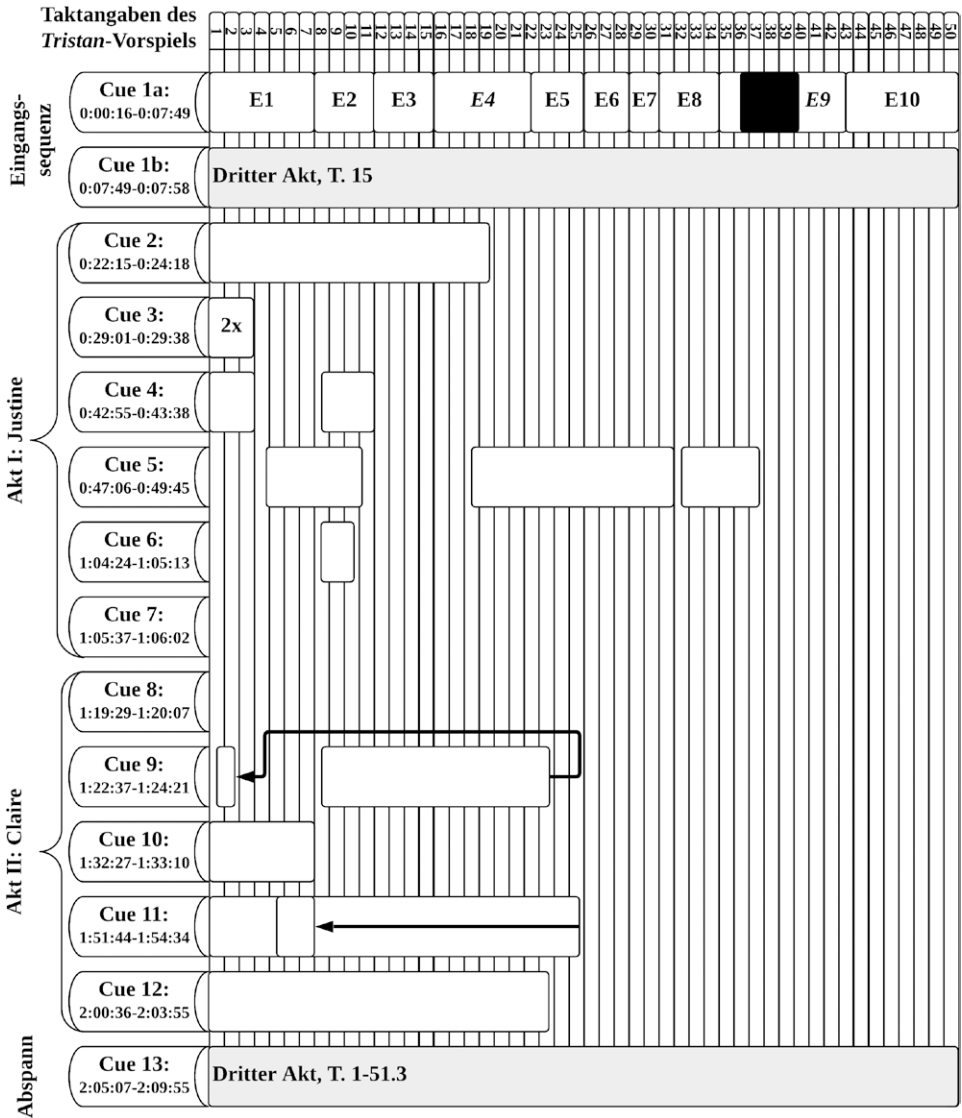 Taktangaben des
Tristan-Vorspiels
1 2 3 4 5 6 7 8 9 10 11 12 13 14 15 16 17 18 19 20 21 22 23 24 25 26 27 28 29 30 31 32 33 34 35 36 37 38 39 40 41 42 43 44 45 46 47 48 49 50
Eingangs-
sequenz
Cue 1a:
0:00:16-0:07:49
E1 E2 E3 E4 E5 E6 E7 E8 E9 E10
Cue 1b:
0:07:49-0:07:58
Dritter Akt, T. 15
Akt I: Justine
Cue 2:
0:22:15-0:24:18
Cue 3:
0:29:01-0:29:38
2x
Cue 4:
0:42:55-0:43:38
Cue 5:
0:47:06-0:49:45
Cue 6:
1:04:24-1:05:13
Cue 7:
1:05:37-1:06:02
Akt II: Claire
Cue 8:
1:19:29-1:20:07
Cue 9:
1:22:37-1:24:21
Cue 10:
1:32:27-1:33:10
Cue 11:
1:51:44-1:54:34
Cue 12:
2:00:36-2:03:55
Abspann
Cue 13:
2:05:07-2:09:55
Dritter Akt, T. 1-51.3